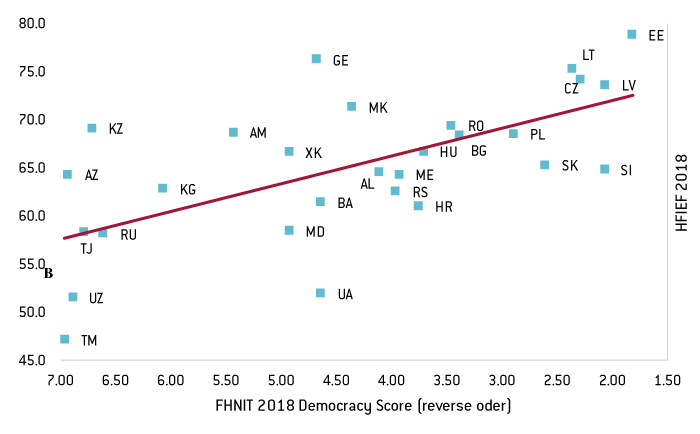 80.0
75.0
70.0
65.0
60.0
55.0
50.0
45.0
B
EE
LT
GE
CZ
LV
MK
KZ
AM
RO
PL
XK
HU
BG
SK
SI
AZ
AL
ME
KG
RS
BA
HR
TJ
RU
MD
UZ
UA
TM
7.00 6.50 6.00 5.50 5.00 4.50 4.00 3.50 3.00 2.50 2.00 1.50
FHNIT 2018 Democracy Score (reverse oder)
HFIEF 2018